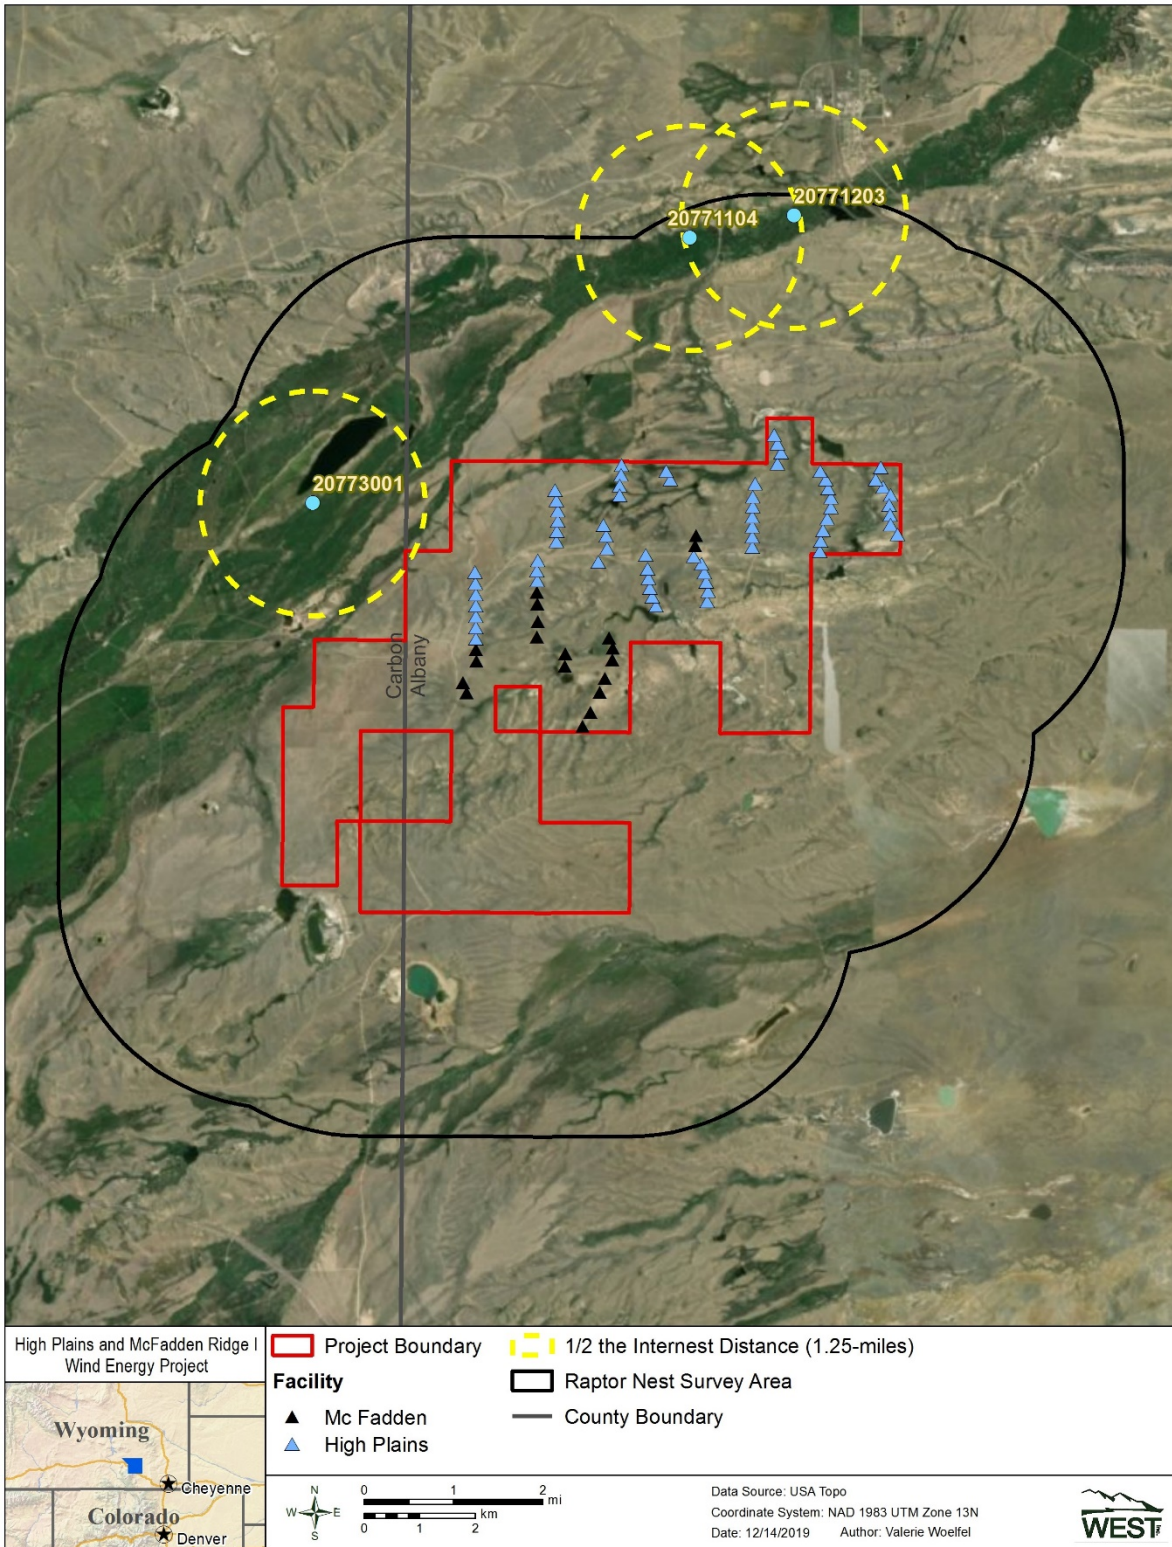 20771203
20771104
20773001
Carbon
Albany
High Plains and McFadden Ridge I
Wind Energy Project
Wyoming
Cheyenne
Colorado
Denver
Project Boundary
1/2 the Internest Distance (1.25-miles)
Facility
Raptor Nest Survey Area
Mc Fadden
County Boundary
High Plains
N
W E
S
0 1 2
mi
km
0 1 2
Data Source: USA Topo
Coordinate System: NAD 1983 UTM Zone 13N
Date: 12/14/2019 Author: Valerie Woelfel
WEST